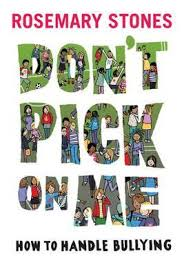 ROSEMARY STONES
DON'T
PICK
ON ME
HOW TO HANDLE BULLYING